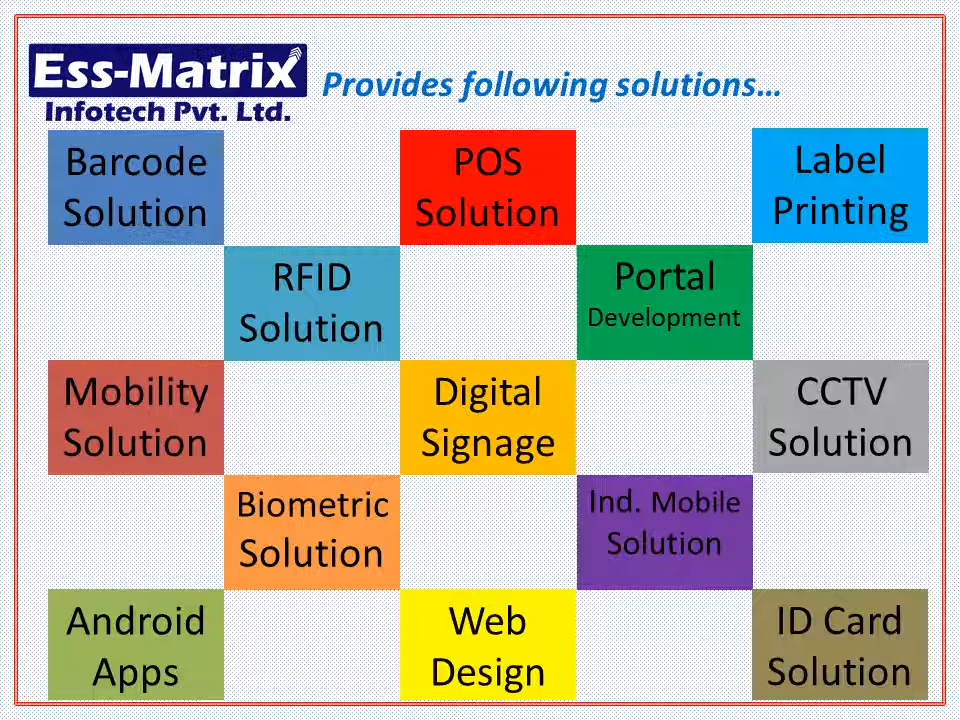 Ess-Matrix
Infotech Pvt. Ltd.
Provides following solutions...
Barcode
Solution
POS
Solution
Label
Printing
RFID
Solution
Portal
Development
Mobility
Solution
Digital
Signage
CCTV
Solution
Biometric
Solution
Ind. Mobile
Solution
Android
Apps
Web
Design
ID Card
Solution